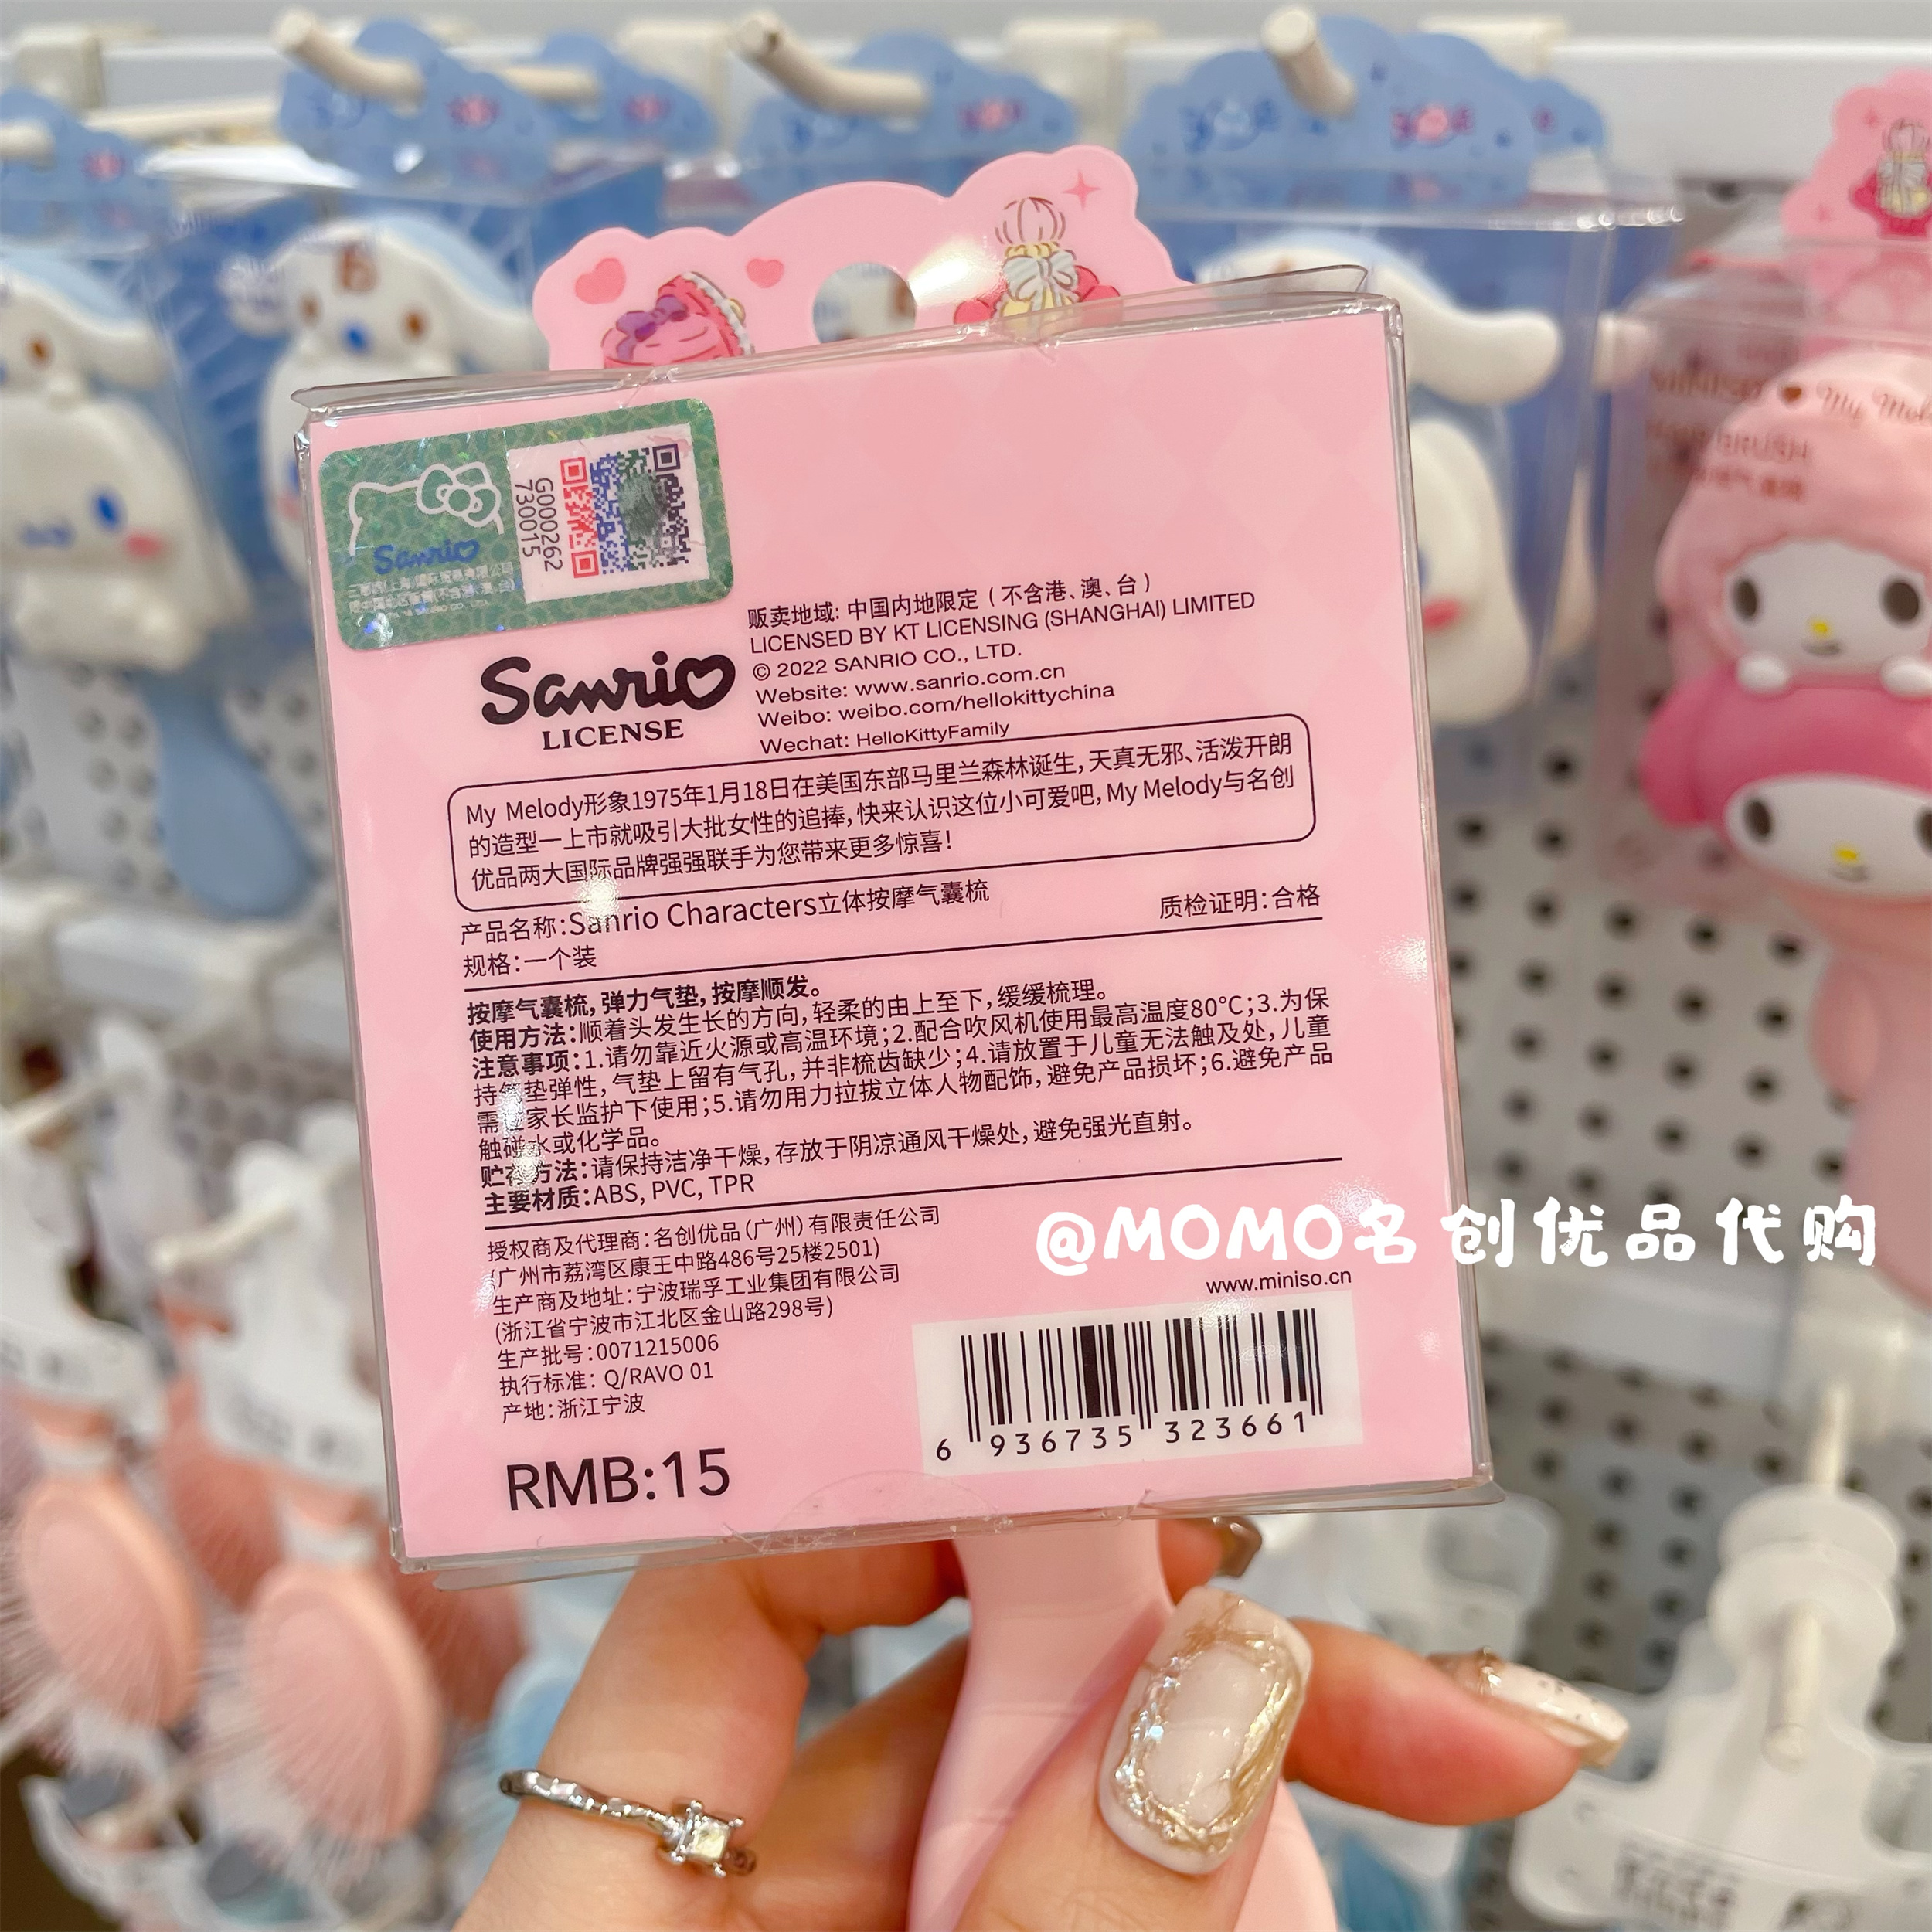 G000262
730015
Sanrio
贩卖地域: 中国内地限定 ( 不含港、澳、台 )
LICENSED BY KT LICENSING (SHANGHAI) LIMITED
© 2022 SANRIO CO., LTD.
Website: www.sanrio.com.cn
Weibo: weibo.com/hellokittychina
Wechat: HelloKittyFamily
Sanrio
LICENSE
My Melody形象1975年1月18日在美国东部马里兰森林诞生,天真无邪、活泼开朗
的造型一上市就吸引大批女性的追捧,快来认识这位小可爱吧,My Melody与名创
优品两大国际品牌强强联手为您带来更多惊喜!
产品名称:Sanrio Characters立体按摩气囊梳 质检证明:合格
规格:一个装
按摩气囊梳,弹力气垫,按摩顺发。
使用方法:顺着头发生长的方向,轻柔的由上至下,缓缓梳理。
注意事项:1.请勿靠近火源或高温环境;2.配合吹风机使用最高温度80℃;3.为保
持气垫弹性,气垫上留有气孔,并非梳齿缺少;4.请放置于儿童无法触及处,儿童
需在家长监护下使用;5.请勿用力拉拔立体人物配饰,避免产品损坏;6.避免产品
触碰水或化学品。
贮存方法:请保持洁净干燥,存放于阴凉通风干燥处,避免强光直射。
主要材质:ABS, PVC, TPR
授权商及代理商:名创优品(广州)有限责任公司
(广州市荔湾区康王中路486号25楼2501)
生产商及地址:宁波瑞孚工业集团有限公司
(浙江省宁波市江北区金山路298号)
生产批号:0071215006
执行标准: Q/RAVO 01
产地:浙江宁波
RMB:15
@MOMO名创优品代购
www.miniso.cn
6 936735 323661
My Mel
BRUSH